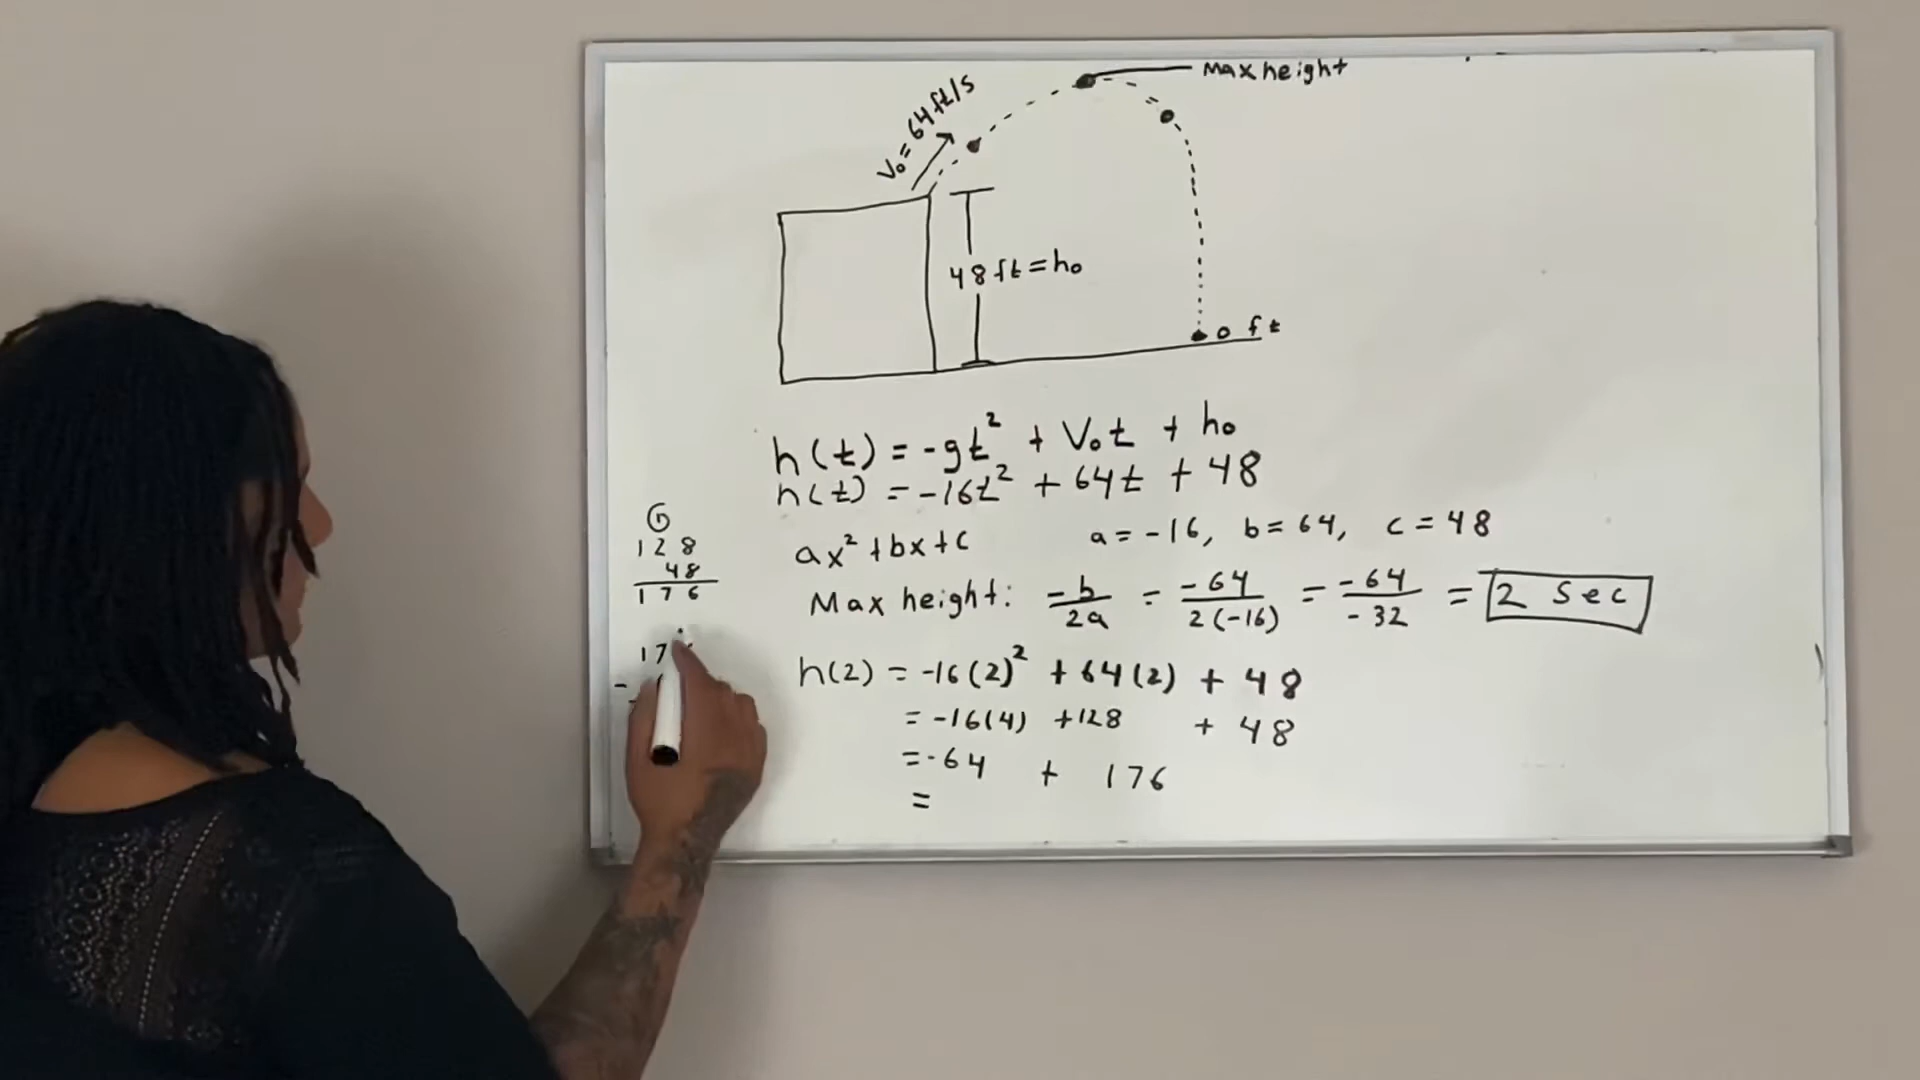 Max height
V₀ = 64 ft/s
48 ft = h₀
0 ft
h(t) = -gt² + V₀t + h₀
h(t) = -16t² + 64t + 48
ax² + bx + c a = -16, b = 64, c = 48
Max height: -b/2a = -64/2(-16) = -64/-32 = 2 Sec
h(2) = -16(2)² + 64(2) + 48
= -16(4) + 128 + 48
= -64 + 176
=
1
128
48
176
17
-